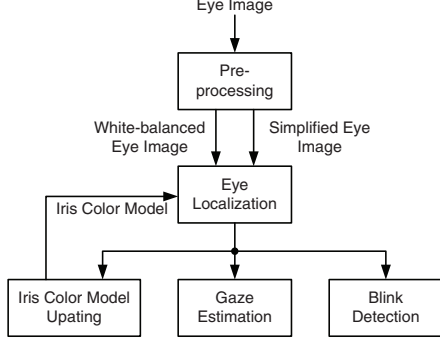 Eye Image
Pre-
processing
White-balanced
Eye Image
Simplified Eye
Image
Eye
Localization
Iris Color Model
Iris Color Model
Upating
Gaze
Estimation
Blink
Detection